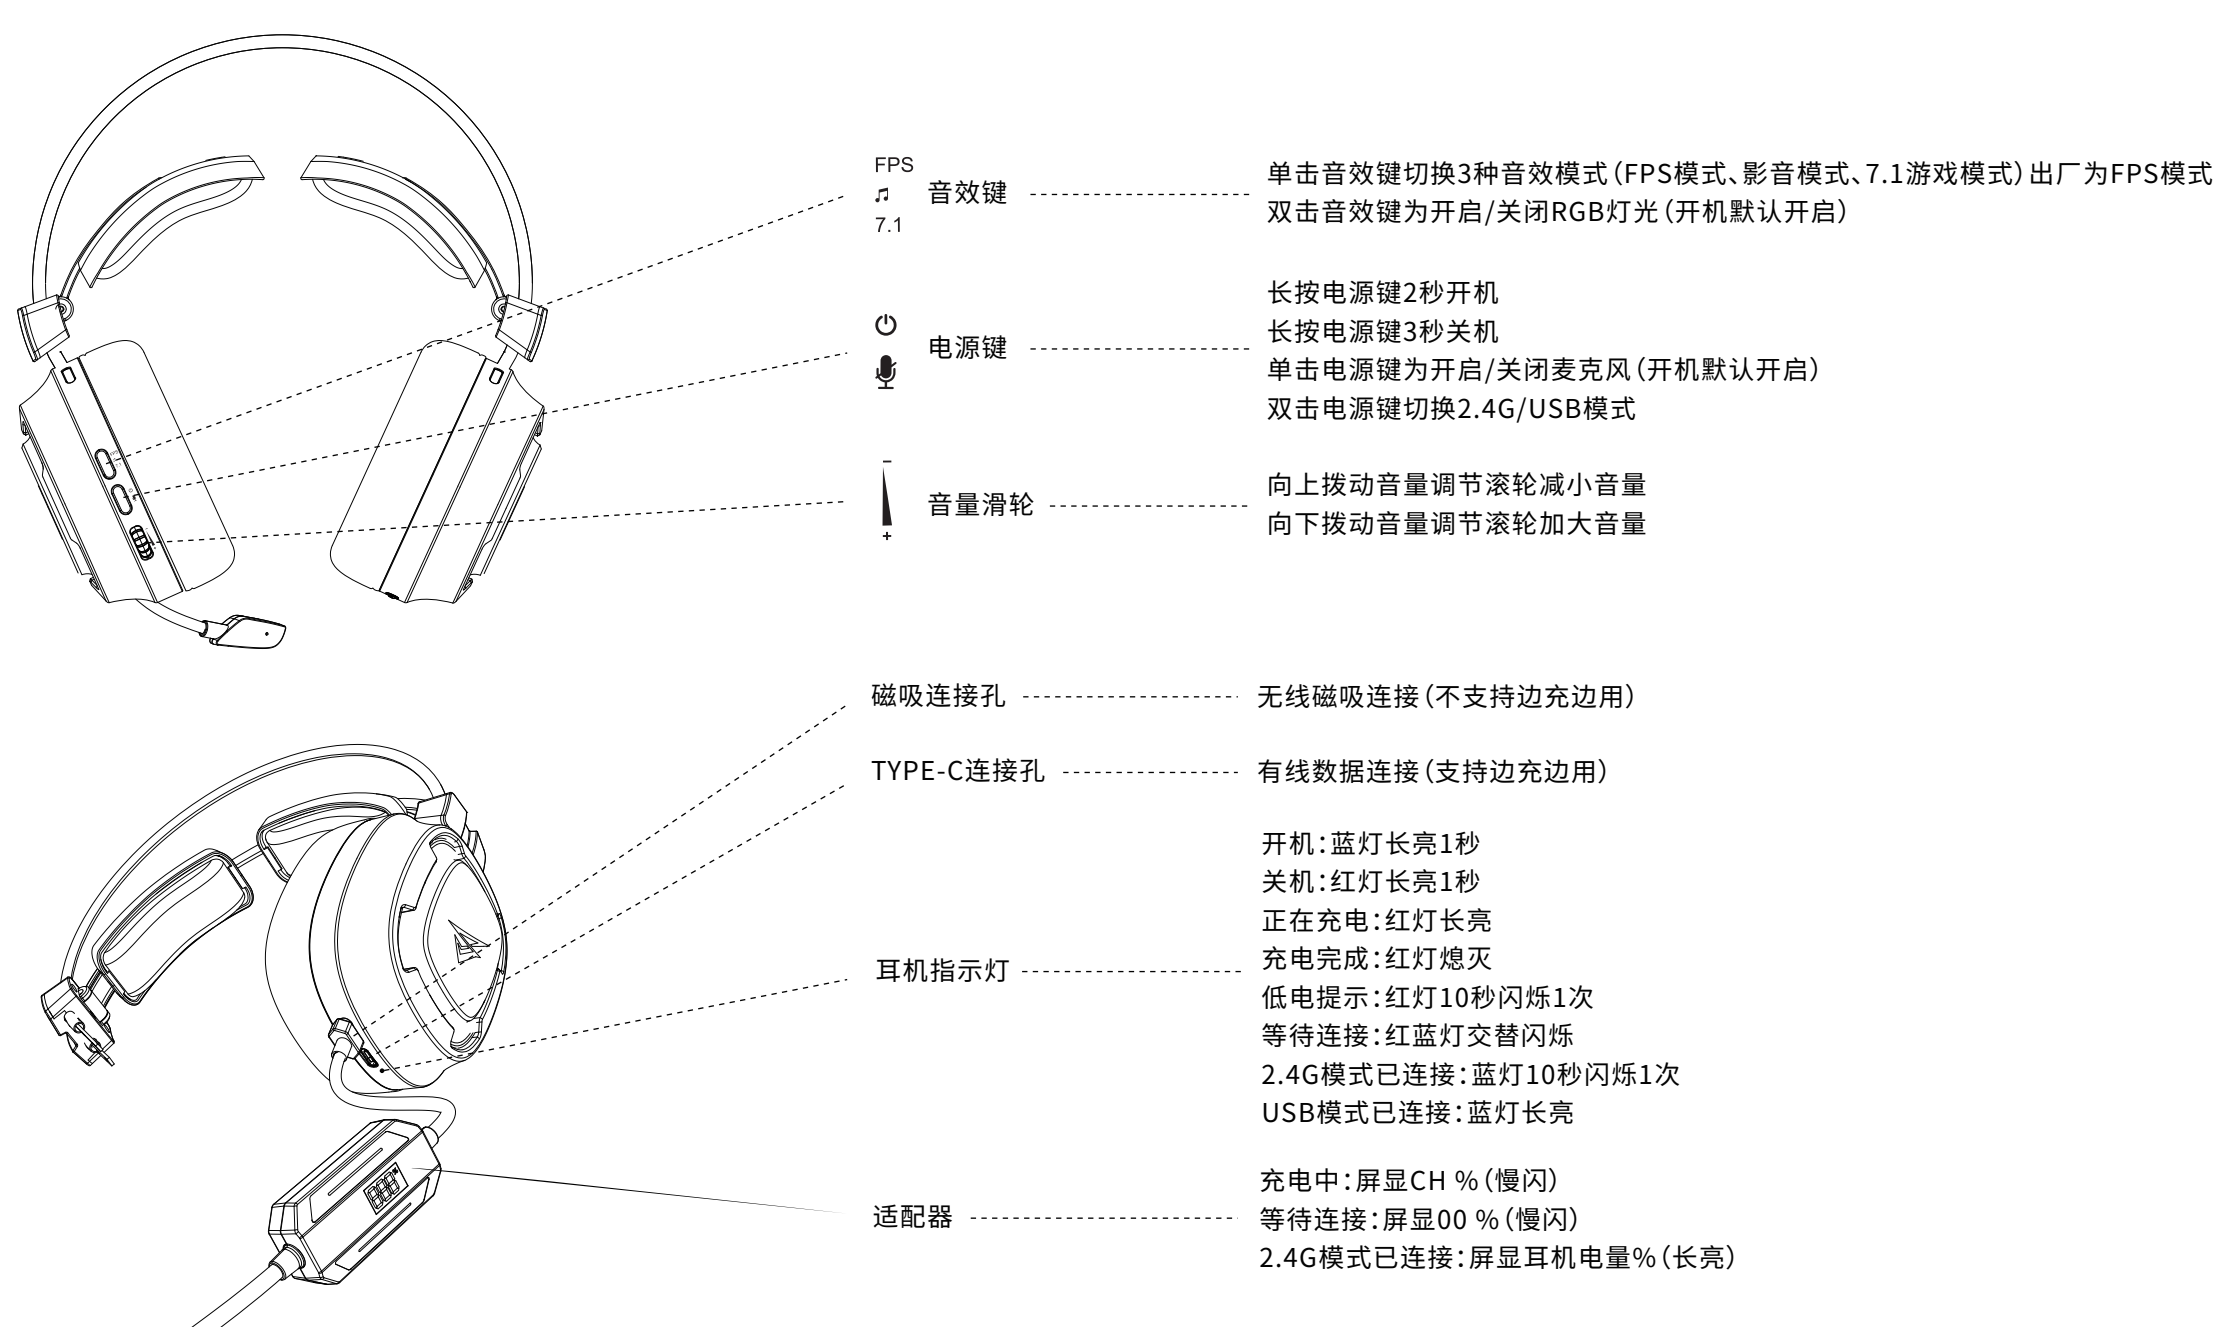 FPS
7.1
音效键
单击音效键切换3种音效模式（FPS模式、影音模式、7.1游戏模式）出厂为FPS模式
双击音效键为开启/关闭RGB灯光（开机默认开启）
电源键
长按电源键2秒开机
长按电源键3秒关机
单击电源键为开启/关闭麦克风（开机默认开启）
双击电源键切换2.4G/USB模式
－
音量滑轮
+
向上拨动音量调节滚轮减小音量
向下拨动音量调节滚轮加大音量
磁吸连接孔
无线磁吸连接（不支持边充边用）
TYPE-C连接孔
有线数据连接（支持边充边用）
耳机指示灯
开机：蓝灯长亮1秒
关机：红灯长亮1秒
正在充电：红灯长亮
充电完成：红灯熄灭
低电提示：红灯10秒闪烁1次
等待连接：红蓝灯交替闪烁
2.4G模式已连接：蓝灯10秒闪烁1次
USB模式已连接：蓝灯长亮
888%
适配器
充电中：屏显CH %（慢闪）
等待连接：屏显00 %（慢闪）
2.4G模式已连接：屏显耳机电量%（长亮）